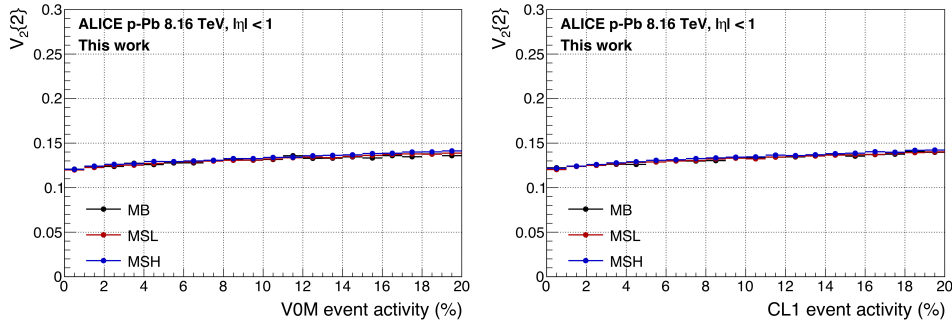 V₂{2}
0.3
0.25
0.2
0.15
0.1
0.05
0
ALICE p-Pb 8.16 TeV, |η| < 1
This work
MB
MSL
MSH
0 2 4 6 8 10 12 14 16 18 20
V0M event activity (%)
V₂{2}
0.3
0.25
0.2
0.15
0.1
0.05
0
ALICE p-Pb 8.16 TeV, |η| < 1
This work
MB
MSL
MSH
0 2 4 6 8 10 12 14 16 18 20
CL1 event activity (%)